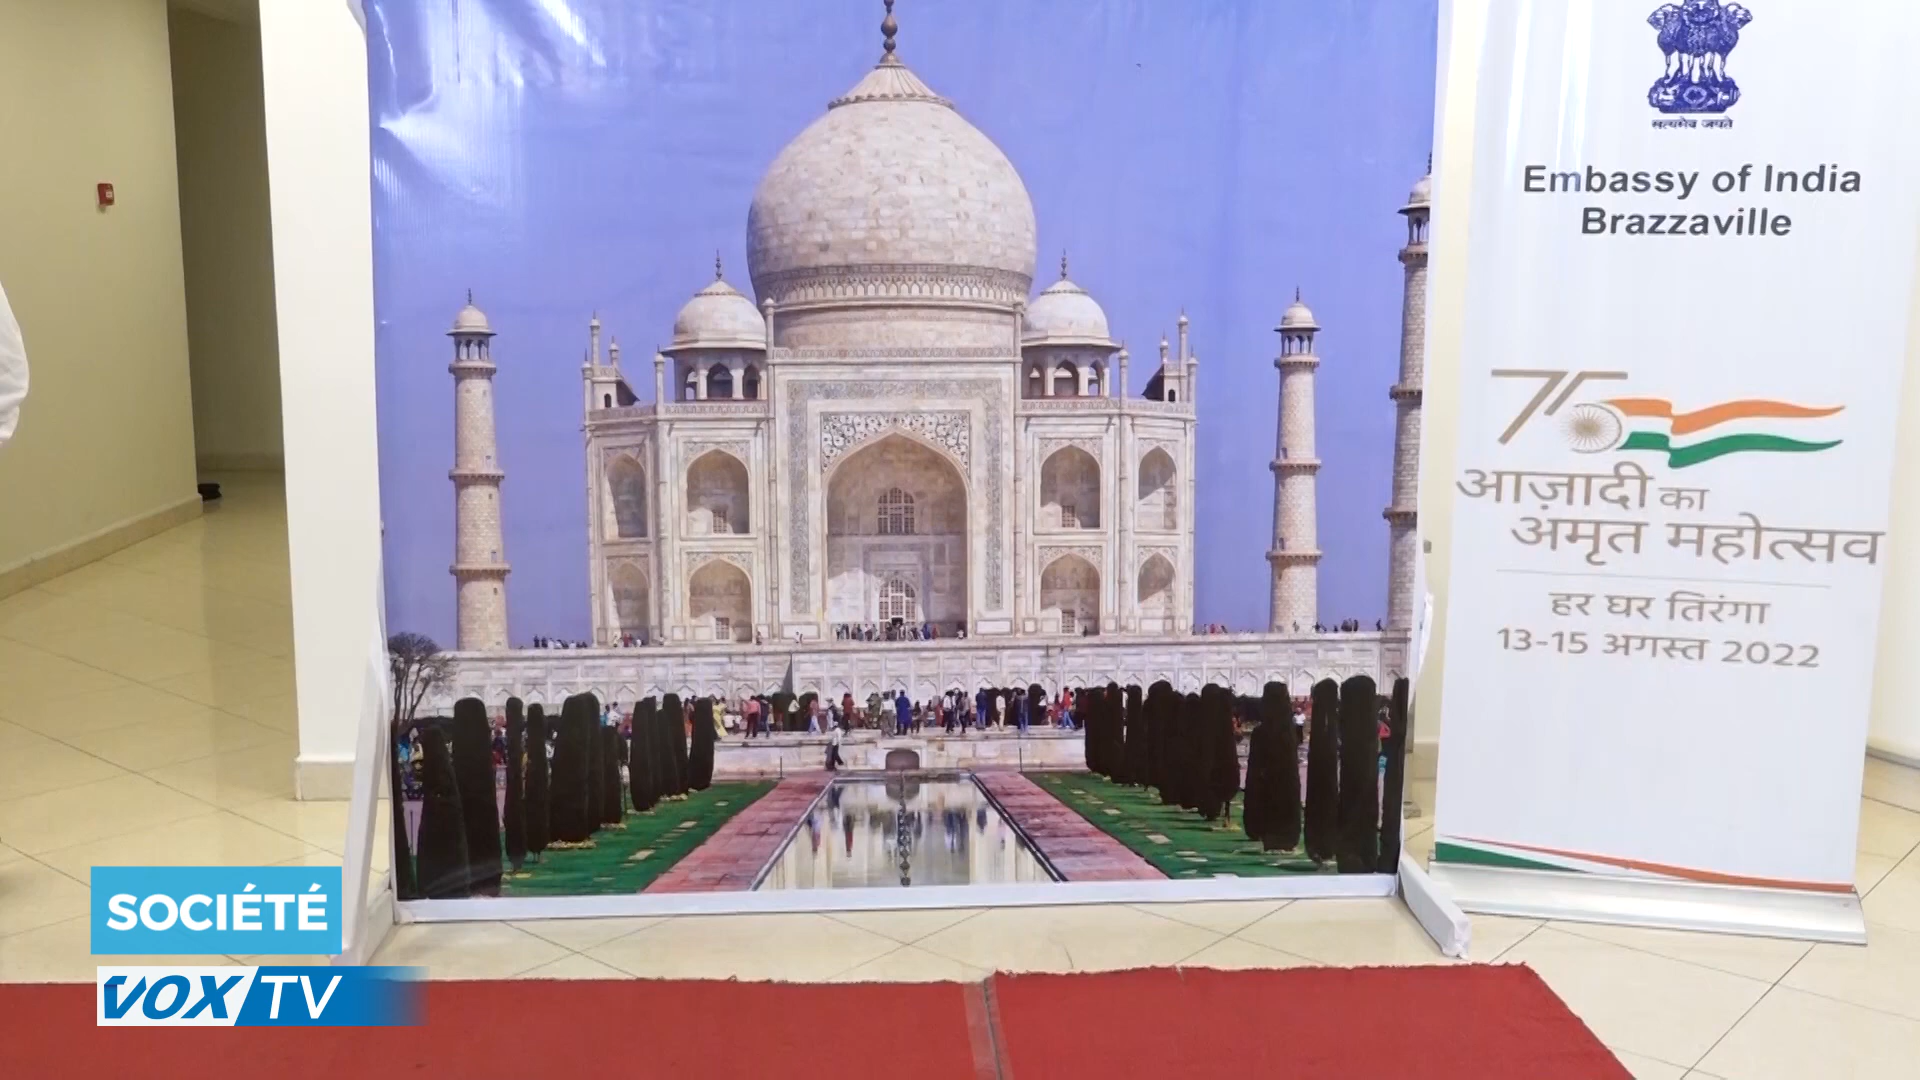 सत्यमेव जयते
Embassy of India
Brazzaville
75
आज़ादी का
अमृत महोत्सव
हर घर तिरंगा
13-15 अगस्त 2022
SOCIÉTÉ
VOX/TV